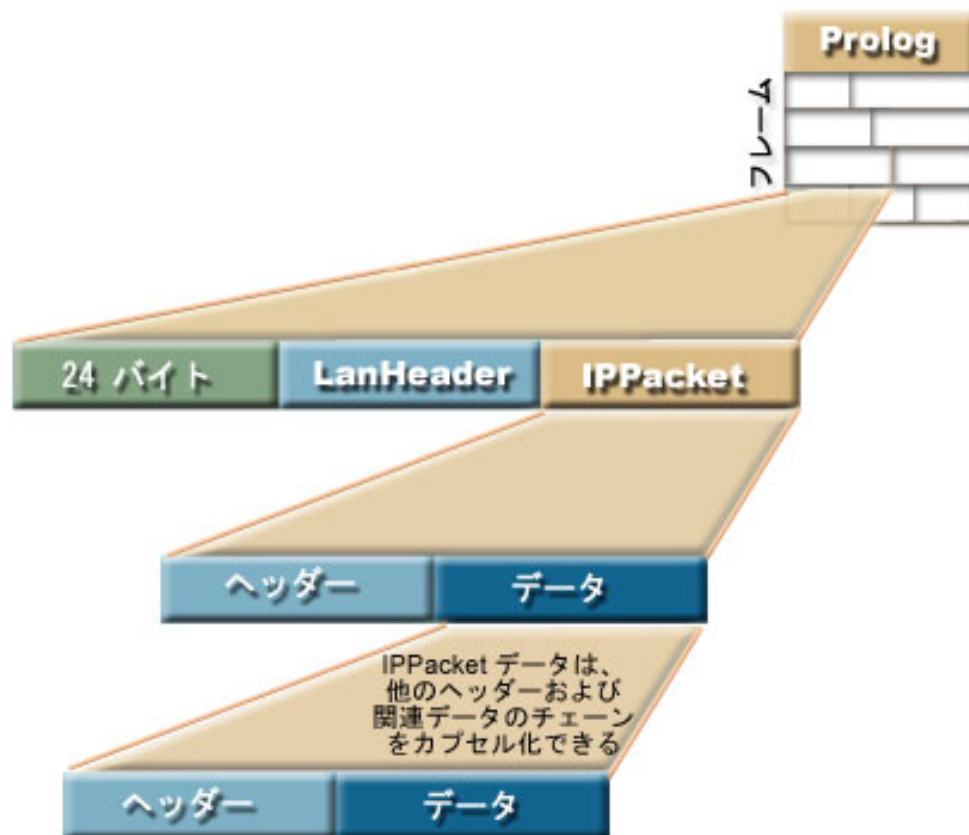 Prolog
フレーム
24 バイト
LanHeader
IPPacket
ヘッダー
データ
IPPacket データは、
他のヘッダーおよび
関連データのチェーン
をカプセル化できる
ヘッダー
データ